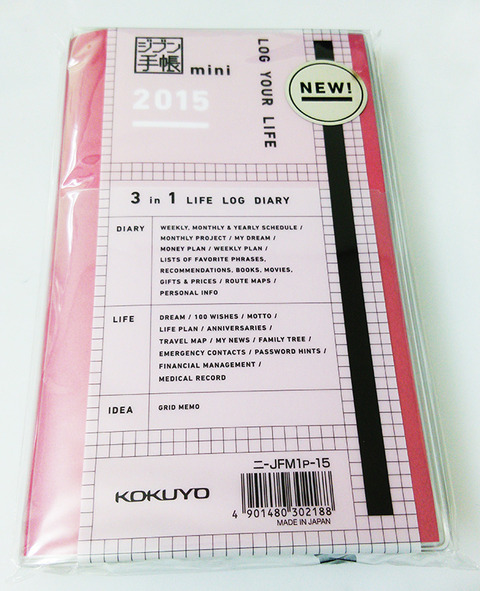 ジブン
手帳 mini
2015
LOG YOUR LIFE
NEW!
3 in 1 LIFE LOG DIARY
DIARY
WEEKLY, MONTHLY & YEARLY SCHEDULE /
MONTHLY PROJECT / MY DREAM /
MONEY PLAN / WEEKLY PLAN /
LISTS OF FAVORITE PHRASES,
RECOMMENDATIONS, BOOKS, MOVIES,
GIFTS & PRICES / ROUTE MAPS /
PERSONAL INFO
LIFE
DREAM / 100 WISHES / MOTTO /
LIFE PLAN / ANNIVERSARIES /
TRAVEL MAP / MY NEWS / FAMILY TREE /
EMERGENCY CONTACTS / PASSWORD HINTS /
FINANCIAL MANAGEMENT /
MEDICAL RECORD
IDEA
GRID MEMO
KOKUYO
ニ-JFM1P-15
4 901480 302188
MADE IN JAPAN